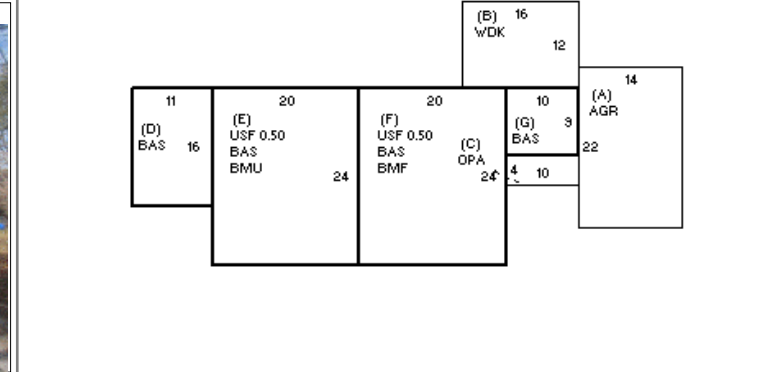 (B) 16
WDK
12
14
(A)
AGR
22
11
(D)
BAS 16
20
(E)
USF 0.50
BAS
BMU
24
20
(F)
USF 0.50
BAS
BMF
(C)
OPA
24
10
(G) 9
BAS
4 10